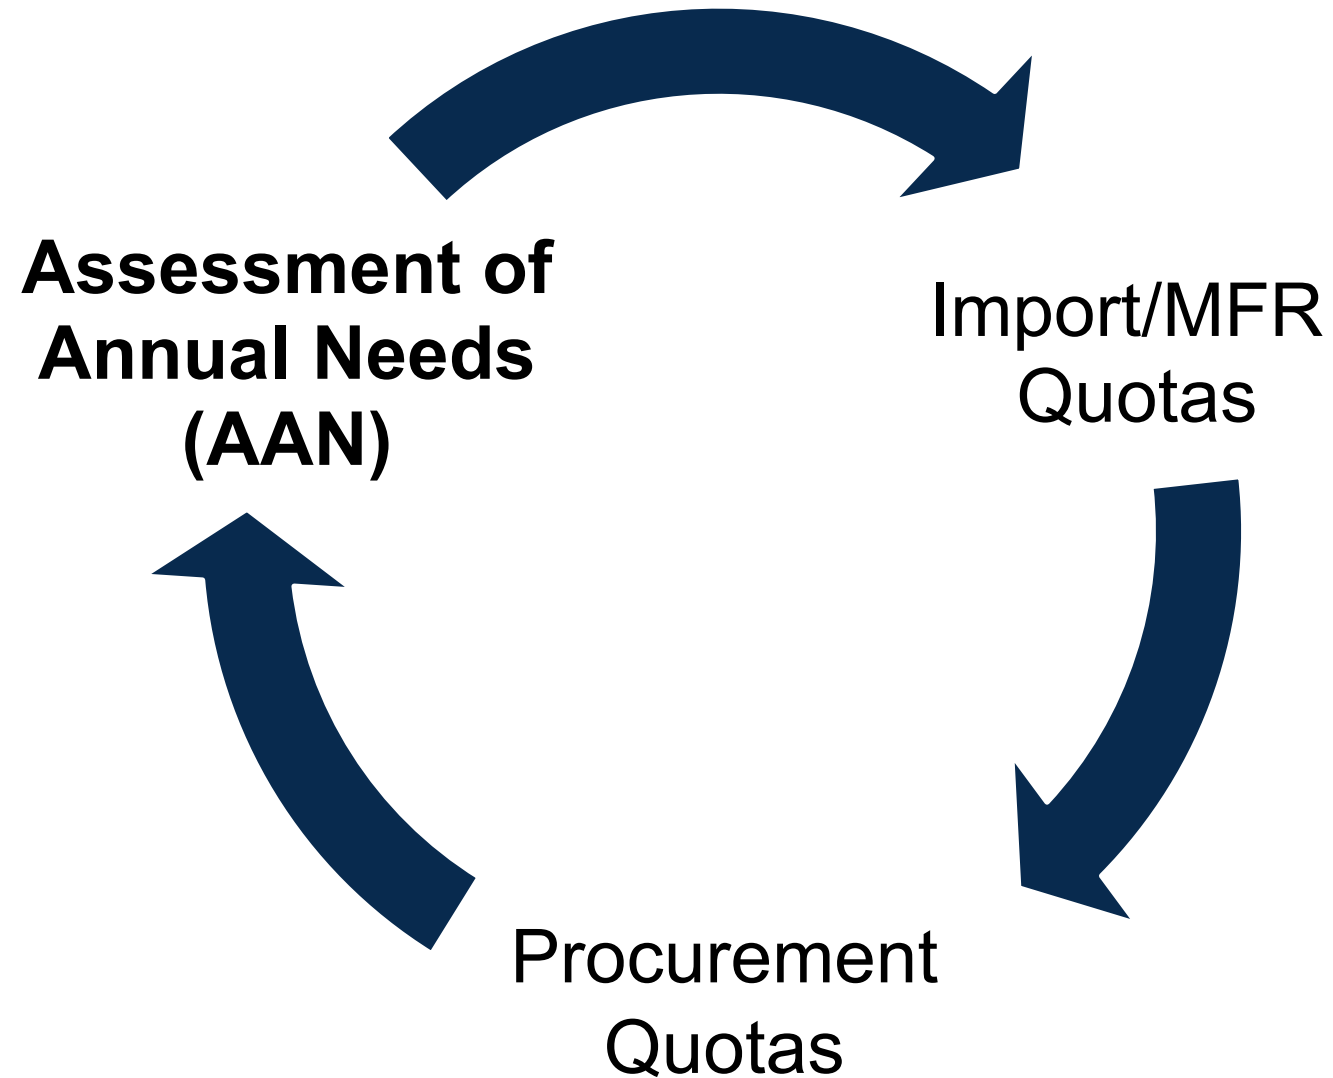 Assessment of
Annual Needs
(AAN)
Import/MFR
Quotas
Procurement
Quotas